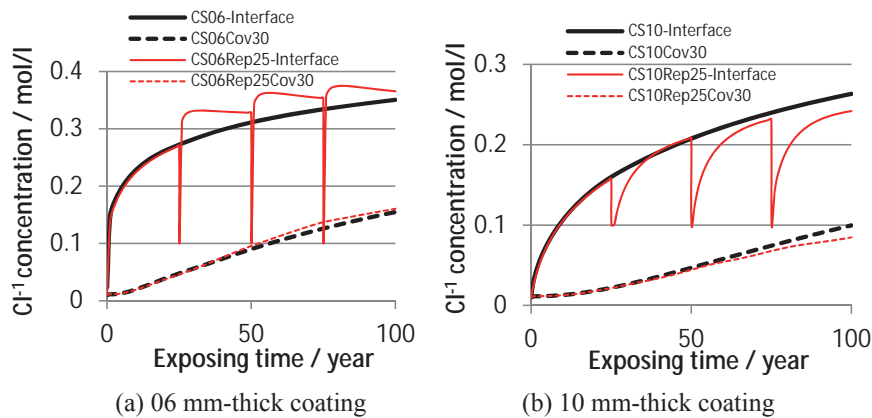 CS06-Interface
CS06Cov30
CS06Rep25-Interface
CS06Rep25Cov30
0.4
0.3
0.2
0.1
0
0 50 100
Cl-1 concentration / mol/l
Exposing time / year
(a) 06 mm-thick coating
CS10-Interface
CS10Cov30
CS10Rep25-Interface
CS10Rep25Cov30
0.3
0.2
0.1
0
0 50 100
Cl-1 concentration / mol/l
Exposing time / year
(b) 10 mm-thick coating